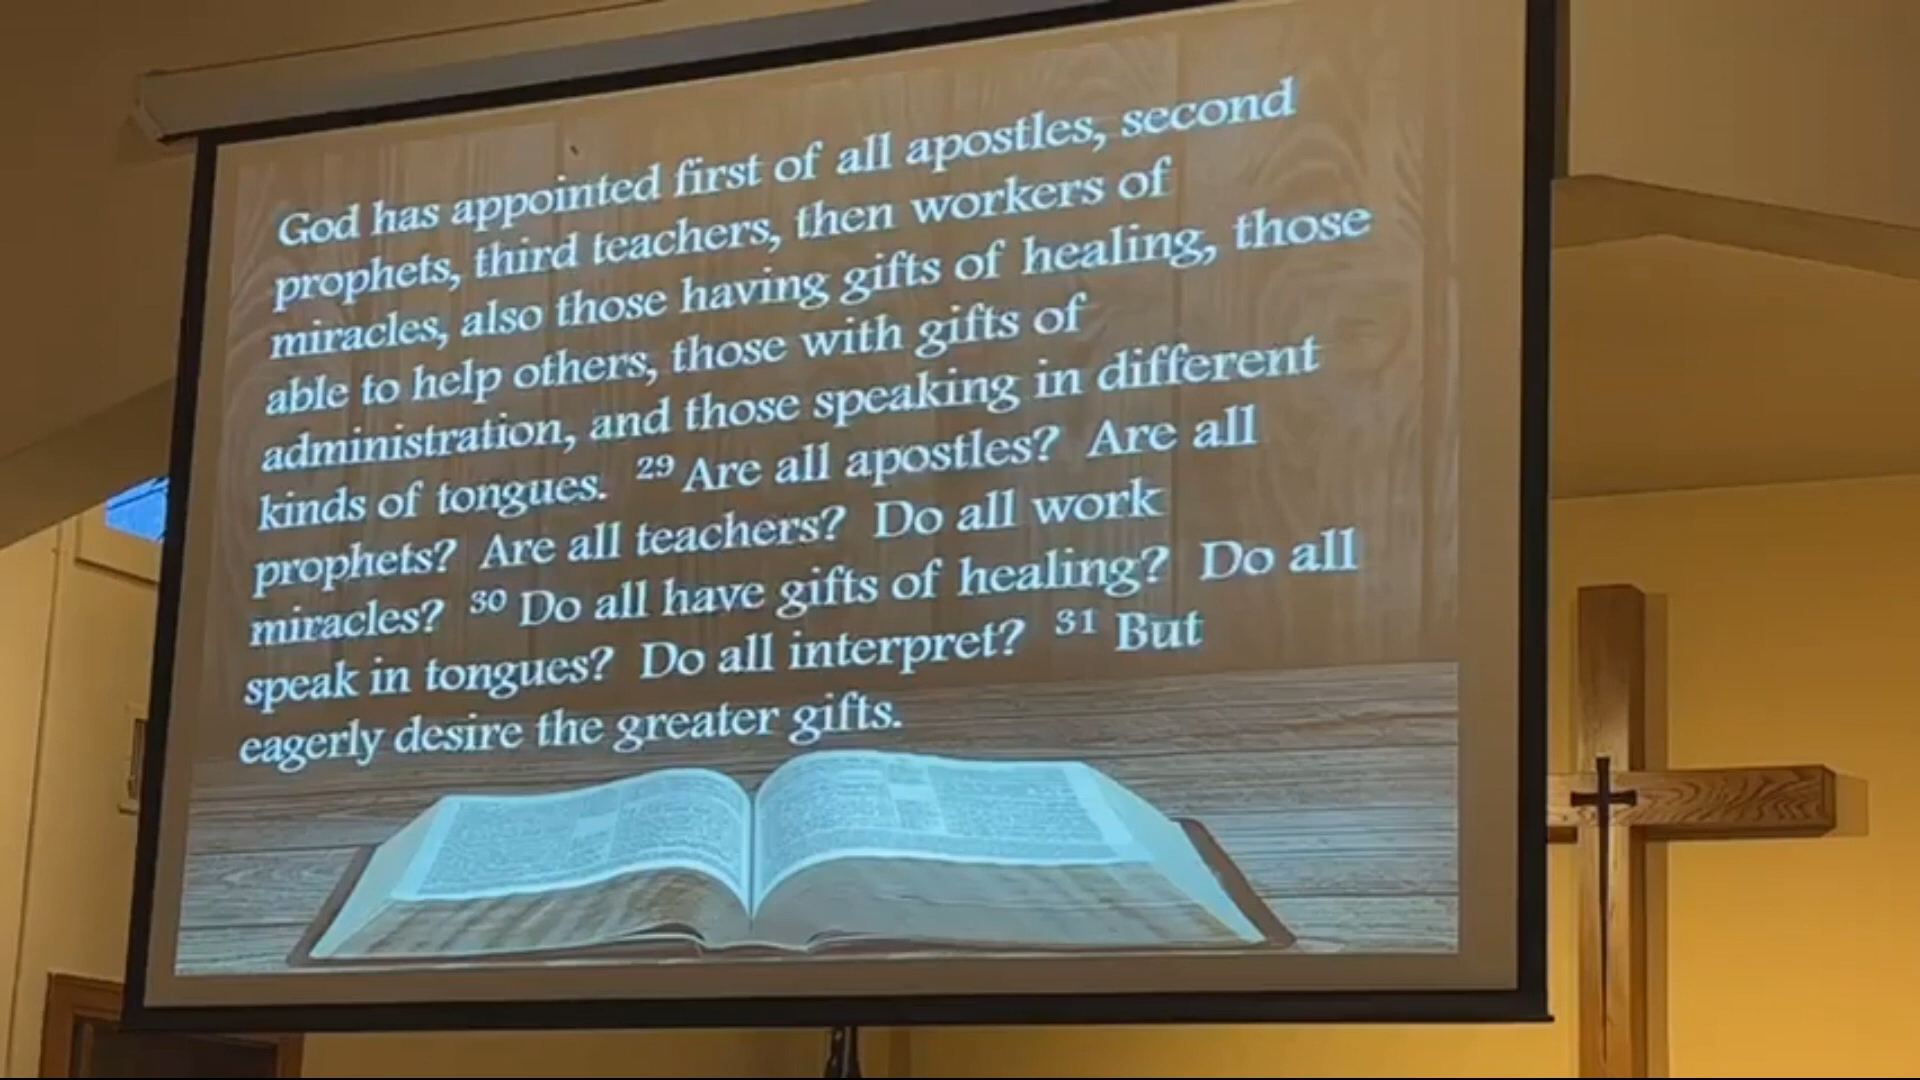 God has appointed first of all apostles, second
prophets, third teachers, then workers of
miracles, also those having gifts of healing, those
able to help others, those with gifts of
administration, and those speaking in different
kinds of tongues. 29 Are all apostles? Are all
prophets? Are all teachers? Do all work
miracles? 30 Do all have gifts of healing? Do all
speak in tongues? Do all interpret? 31 But
eagerly desire the greater gifts.